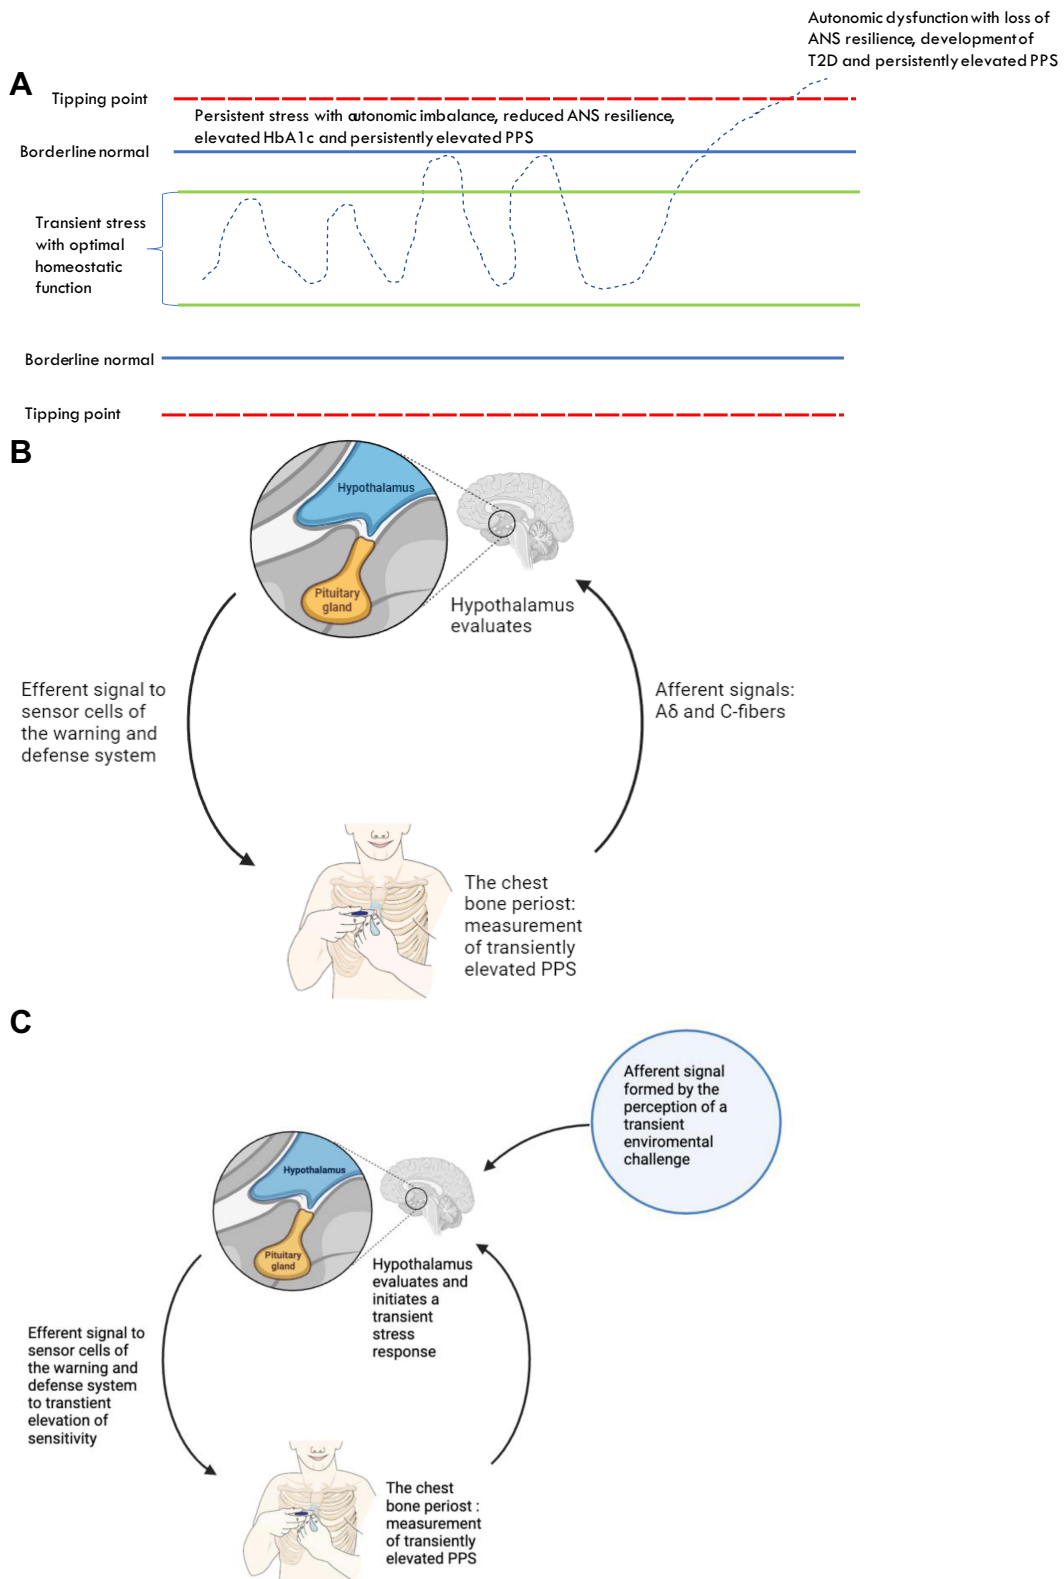 Autonomic dysfunction with loss of
ANS resilience, development of
T2D and persistently elevated PPS
A
Tipping point
Persistent stress with autonomic imbalance, reduced ANS resilience,
elevated HbA1c and persistently elevated PPS
Borderline normal
Transient stress
with optimal
homeostatic
function
Borderline normal
Tipping point
B
Hypothalamus
Pituitary
gland
Hypothalamus
evaluates
Efferent signal to
sensor cells of
the warning and
defense system
Afferent signals:
Aδ and C-fibers
The chest
bone periost:
measurement
of transiently
elevated PPS
C
Afferent signal
formed by the
perception of a
transient
enviromental
challenge
Hypothalamus
Pituitary
gland
Hypothalamus
evaluates and
initiates a
transient
stress
response
Efferent signal to
sensor cells of
the warning and
defense system
to transtient
elevation of
sensitivity
The chest
bone periost :
measurement
of transiently
elevated PPS